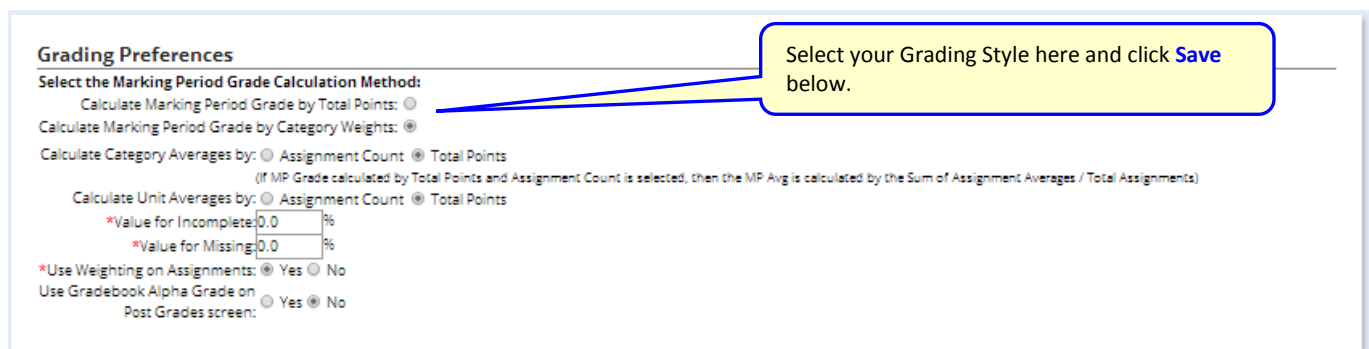 Grading Preferences
Select your Grading Style here and click Save
below.
Select the Marking Period Grade Calculation Method:
Calculate Marking Period Grade by Total Points:
Calculate Marking Period Grade by Category Weights:
Calculate Category Averages by: Assignment Count Total Points
(If MP Grade calculated by Total Points and Assignment Count is selected, then the MP Avg is calculated by the Sum of Assignment Averages / Total Assignments)
Calculate Unit Averages by: Assignment Count Total Points
*Value for Incomplete: 0.0 %
*Value for Missing: 0.0 %
*Use Weighting on Assignments: Yes No
Use Gradebook Alpha Grade on
Post Grades screen: Yes No